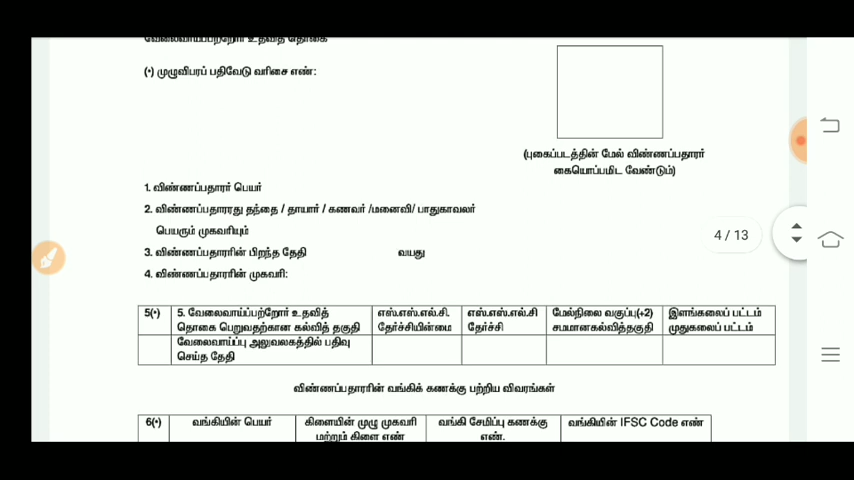 வேலைவாய்ப்பற்றோர் உதவித் தொகை
(*) முழுவிபரப் பதிவேடு வரிசை எண்:
(புகைப்படத்தின் மேல் விண்ணப்பதாரர்
கையொப்பமிட வேண்டும்)
1. விண்ணப்பதாரர் பெயர்
2. விண்ணப்பதாரரது தந்தை / தாயார் / கணவர் /மனைவி/ பாதுகாவலர்
பெயரும் முகவரியும்
3. விண்ணப்பதாரரின் பிறந்த தேதி வயது
4. விண்ணப்பதாரரின் முகவரி:
4 / 13
5(*) 5. வேலைவாய்ப்பற்றோர் உதவித் எஸ்.எஸ்.எல்.சி. எஸ்.எஸ்.எல்.சி மேல்நிலை வகுப்பு(+2) இளங்கலைப் பட்டம்
தொகை பெறுவதற்கான கல்வித் தகுதி தேர்ச்சியின்மை தேர்ச்சி சமமானகல்வித்தகுதி முதுகலைப் பட்டம்
வேலைவாய்ப்பு அலுவலகத்தில் பதிவு
செய்த தேதி
விண்ணப்பதாரரின் வங்கிக் கணக்கு பற்றிய விவரங்கள்
6(*) வங்கியின் பெயர் கிளையின் முழு முகவரி வங்கி சேமிப்பு கணக்கு வங்கியின் IFSC Code எண்
மற்றும் கிளை எண் எண்.